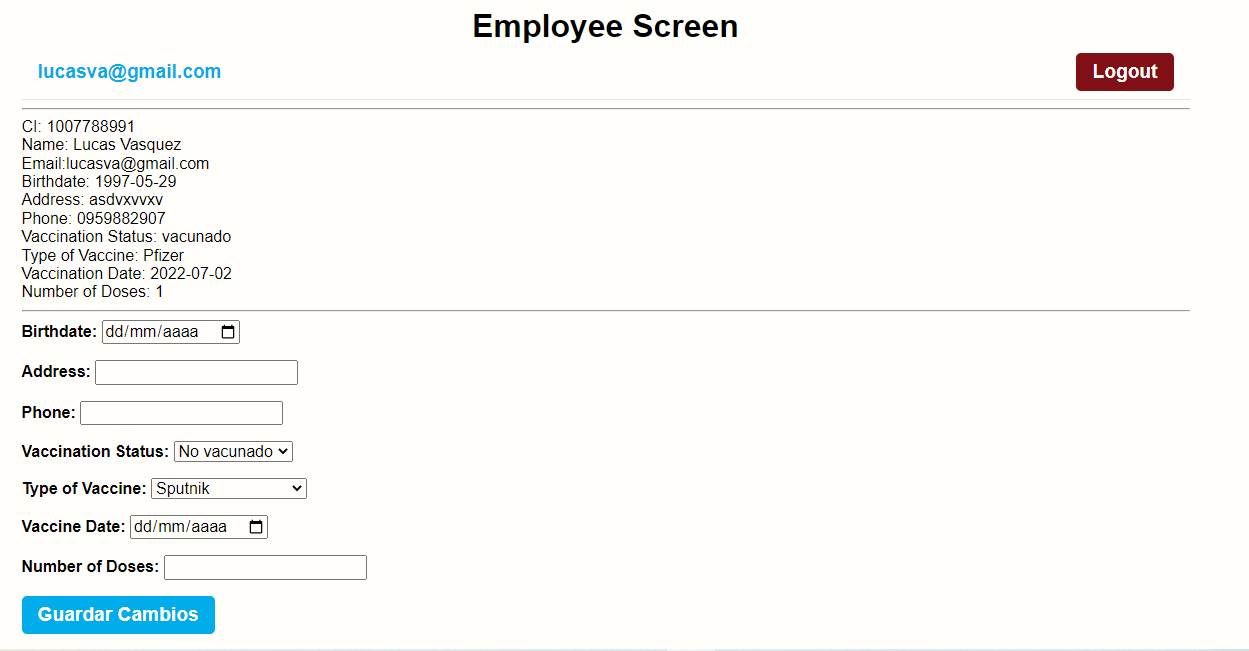 Employee Screen
lucasva@gmail.com
Logout
CI: 1007788991
Name: Lucas Vasquez
Email:lucasva@gmail.com
Birthdate: 1997-05-29
Address: asdvxvvxv
Phone: 0959882907
Vaccination Status: vacunado
Type of Vaccine: Pfizer
Vaccination Date: 2022-07-02
Number of Doses: 1
Birthdate: dd/mm/aaaa
Address:
Phone:
Vaccination Status: No vacunado
Type of Vaccine: Sputnik
Vaccine Date: dd/mm/aaaa
Number of Doses:
Guardar Cambios